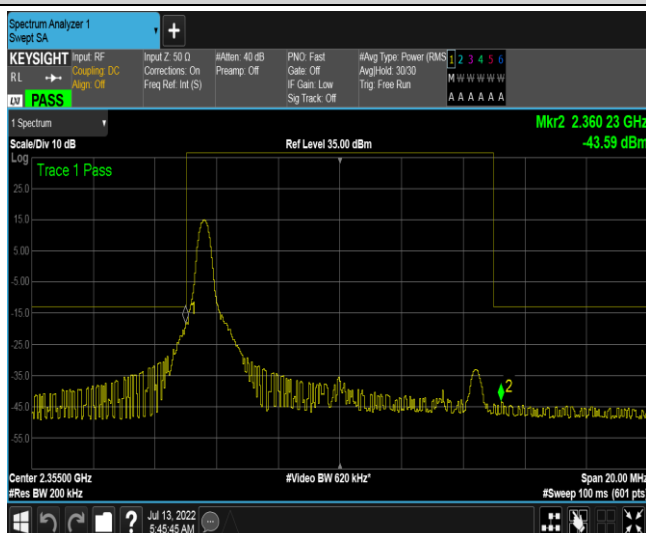 Spectrum Analyzer 1
Swept SA
KEYSIGHT Input: RF Input Z: 50 Ω #Atten: 40 dB PNO: Fast #Avg Type: Power (RMS 1 2 3 4 5 6
RL Coupling: DC Corrections: On Preamp: Off Gate: Off Avg|Hold: 30/30 M W W W W W
Align: Off Freq Ref: Int (S) IF Gain: Low Trig: Free Run
LXI PASS Sig Track: Off A A A A A A
1 Spectrum
Mkr2 2.360 23 GHz
Scale/Div 10 dB Ref Level 35.00 dBm -43.59 dBm
Log
Trace 1 Pass
25.0
15.0
5.00
-5.00
-15.0
-25.0
-35.0
2
-45.0
-55.0
Center 2.35500 GHz #Video BW 620 kHz* Span 20.00 MHz
#Res BW 200 kHz #Sweep 100 ms (601 pts)
? Jul 13, 2022
5:45:45 AM